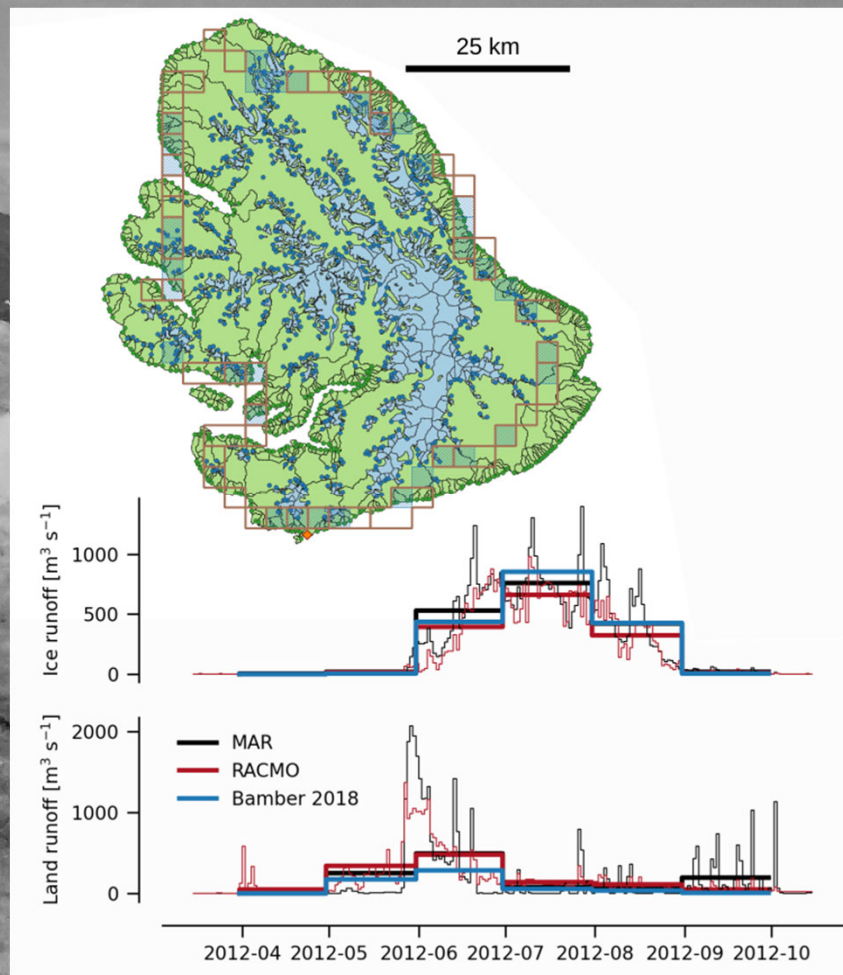 25 km
Ice runoff [m³ s⁻¹]
1000
500
0
Land runoff [m³ s⁻¹]
2000
1000
0
MAR
RACMO
Bamber 2018
2012-04 2012-05 2012-06 2012-07 2012-08 2012-09 2012-10